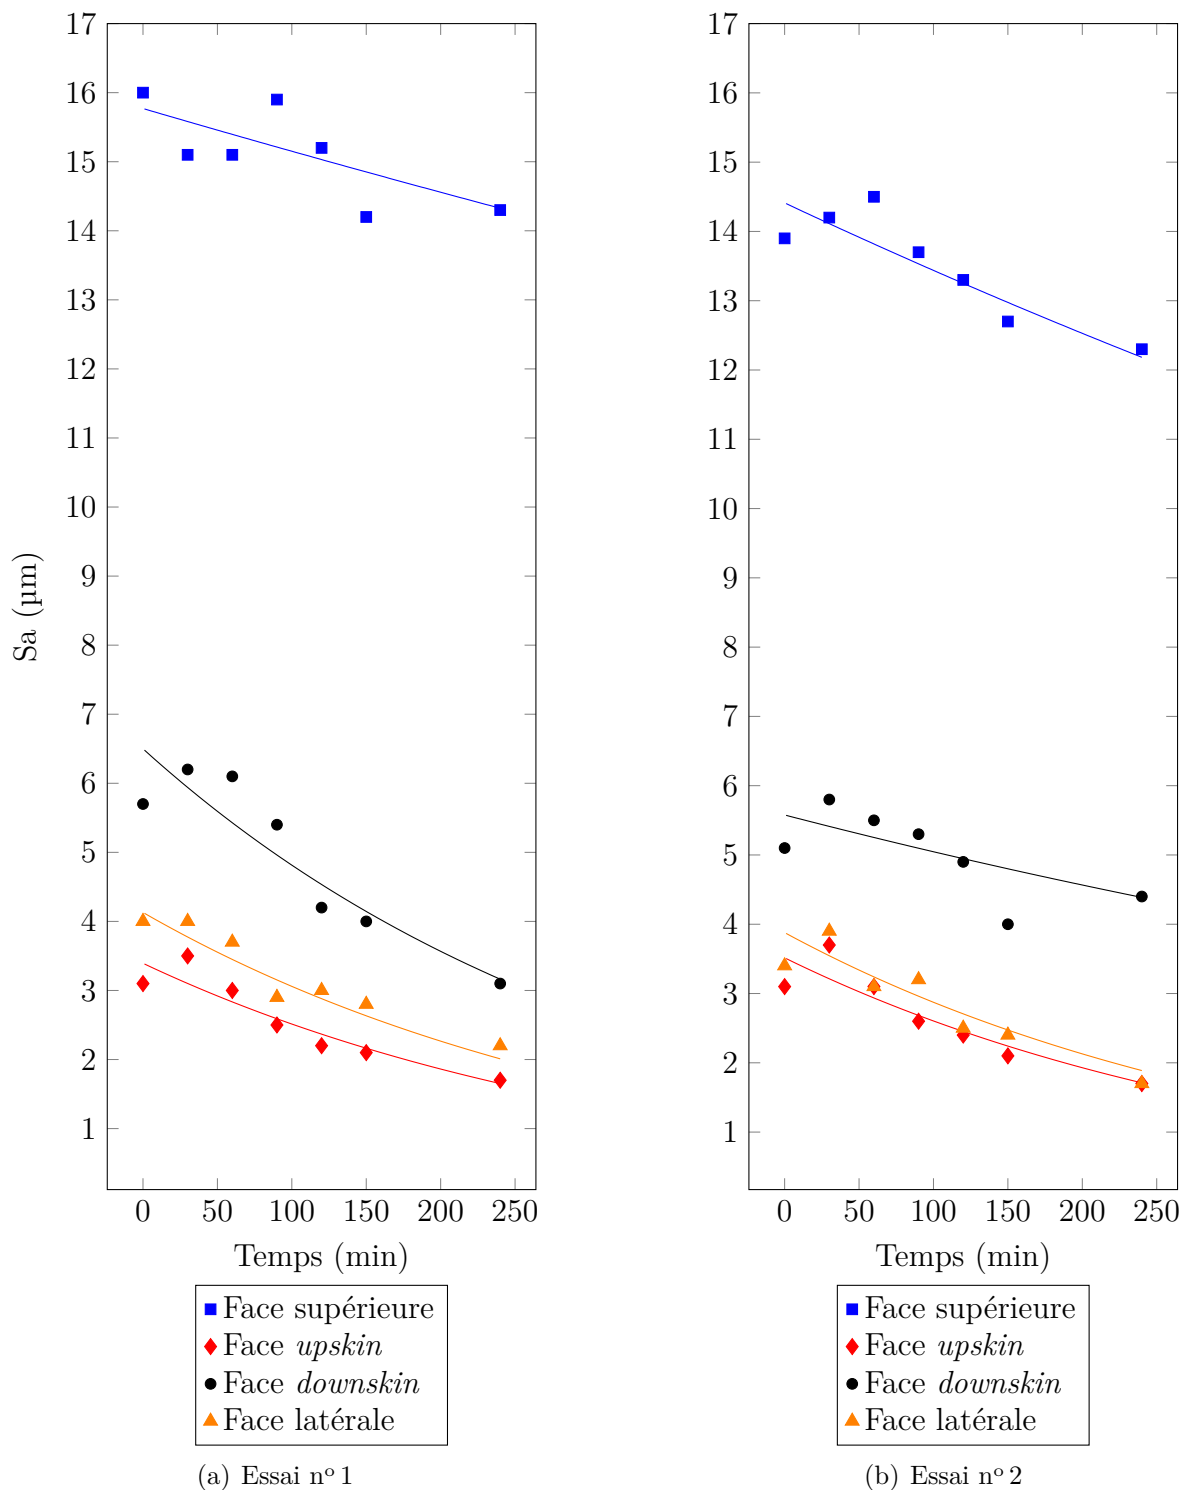 17
16
15
14
13
12
11
10
9
8
7
6
5
4
3
2
1
Sa (µm)
0 50 100 150 200 250
Temps (min)
Face supérieure
Face upskin
Face downskin
Face latérale
(a) Essai nº 1
17
16
15
14
13
12
11
10
9
8
7
6
5
4
3
2
1
0 50 100 150 200 250
Temps (min)
Face supérieure
Face upskin
Face downskin
Face latérale
(b) Essai nº 2